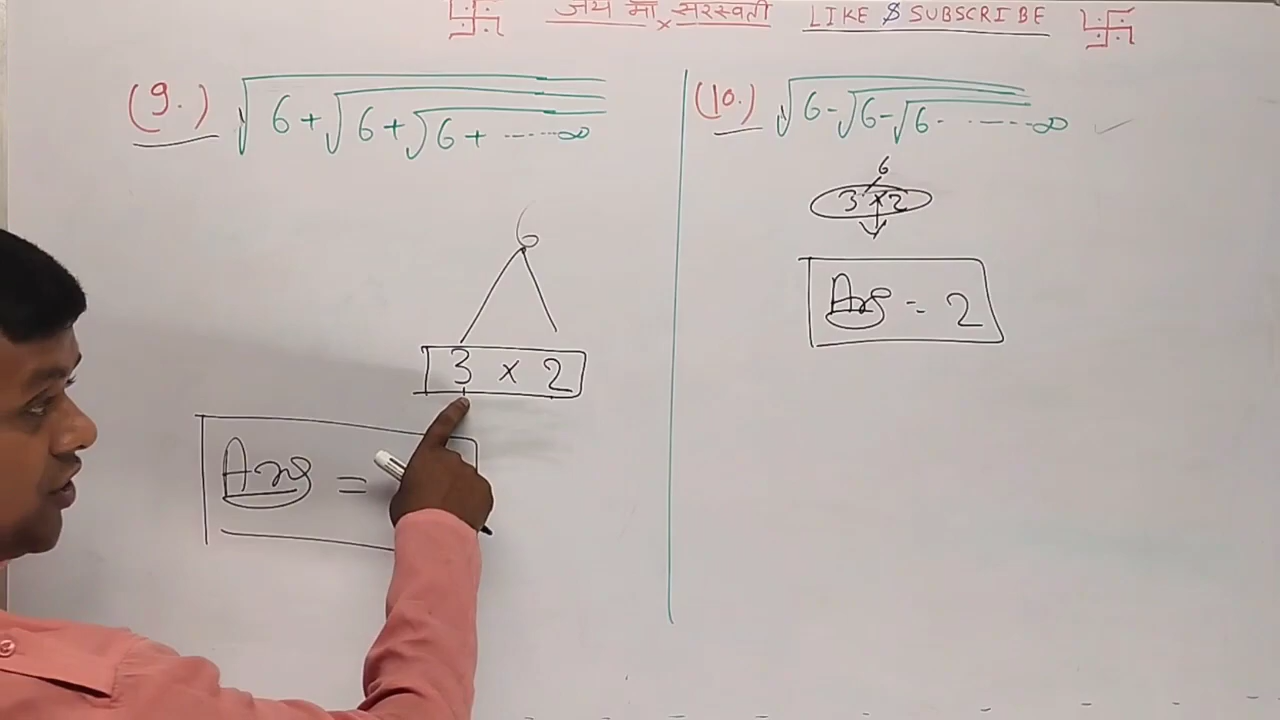 जय माँ सरस्वती LIKE $ SUBSCRIBE
(9.) √6+√6+√6+ ......∞
6
3 x 2
Ans =
(10.) √6-√6-√6- ......∞
6
3 x 2
Ans = 2